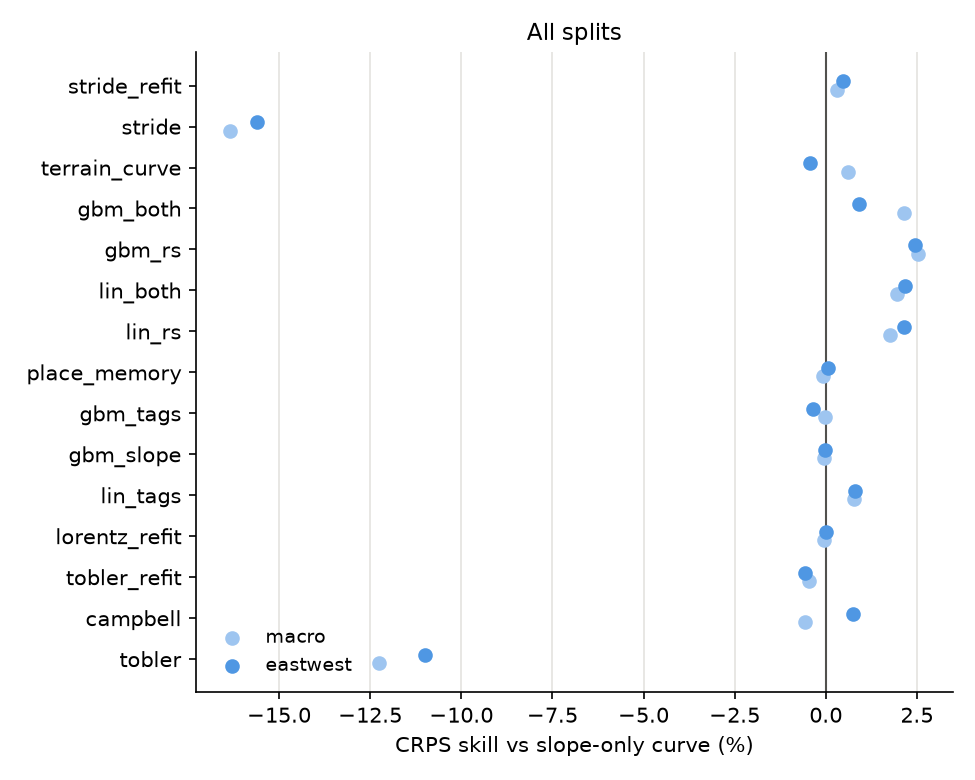 All splits
stride_refit
stride
terrain_curve
gbm_both
gbm_rs
lin_both
lin_rs
place_memory
gbm_tags
gbm_slope
lin_tags
lorentz_refit
tobler_refit
campbell
tobler
macro
eastwest
−15.0 −12.5 −10.0 −7.5 −5.0 −2.5 0.0 2.5
CRPS skill vs slope-only curve (%)